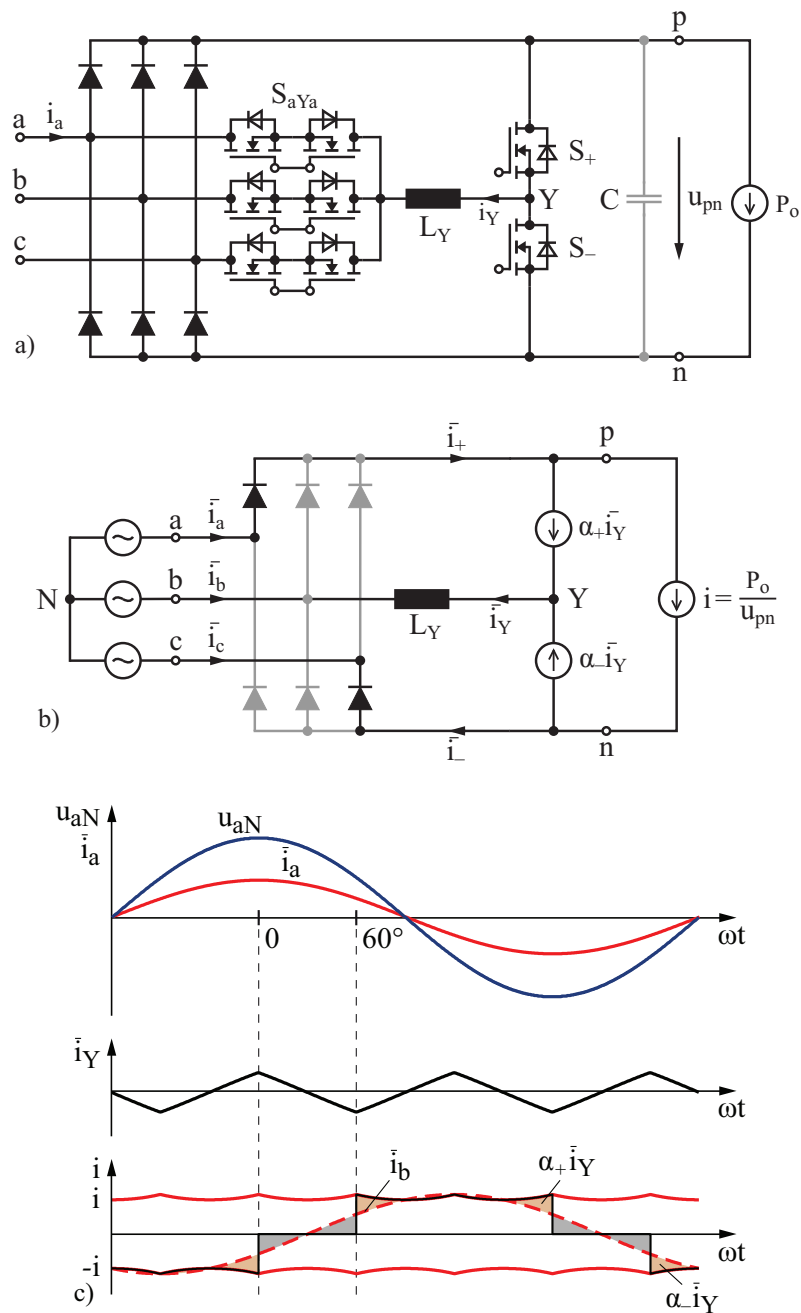 p
S_aYa
a i_a
S_+
b
Y
C
u_pn
P_o
L_Y
i_Y
c
S_–
n
a)
ī_+
p
a ī_a
α_+ ī_Y
N
b ī_b
Y
i = P_o / u_pn
L_Y
ī_Y
c ī_c
α_– ī_Y
b)
ī_–
n
u_aN
ī_a
u_aN
ī_a
0
60°
ωt
ī_Y
ωt
i
i
ī_b
α_+ ī_Y
ωt
-i
α_– ī_Y
c)